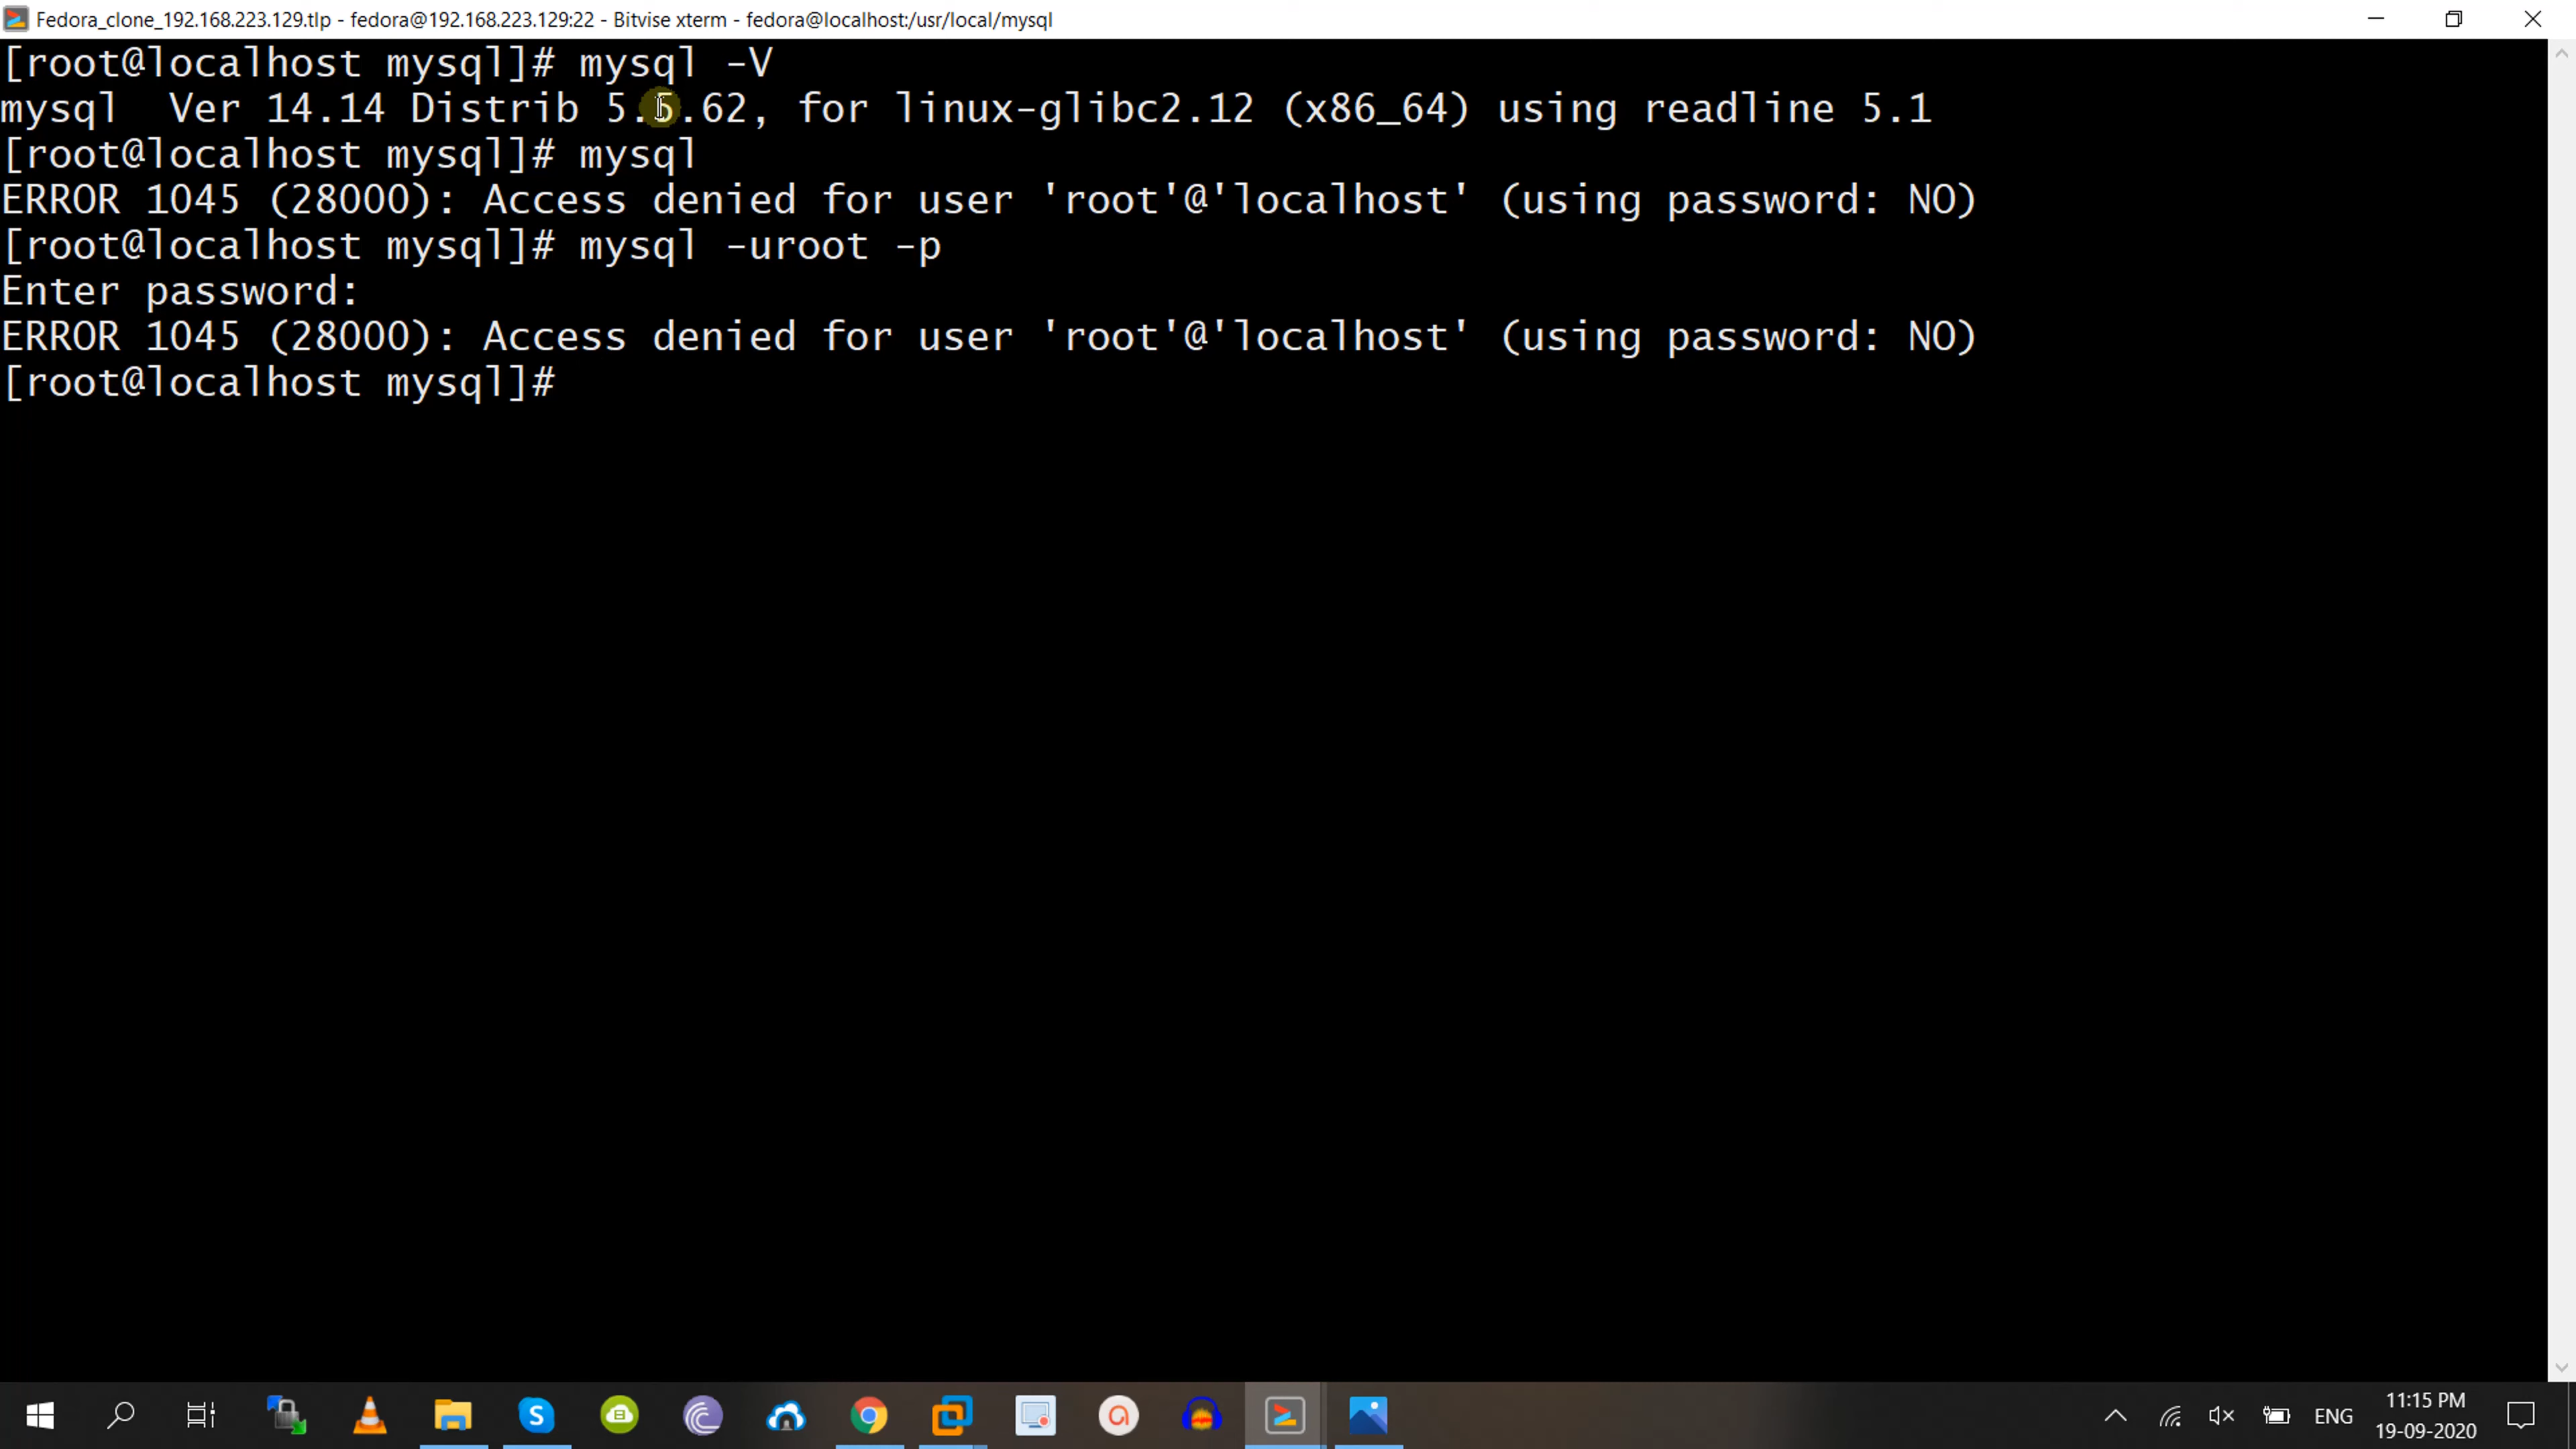 Fedora_clone_192.168.223.129.tlp - fedora@192.168.223.129:22 - Bitvise xterm - fedora@localhost:/usr/local/mysql
[root@localhost mysql]# mysql -V
mysql  Ver 14.14 Distrib 5.5.62, for linux-glibc2.12 (x86_64) using readline 5.1
[root@localhost mysql]# mysql
ERROR 1045 (28000): Access denied for user 'root'@'localhost' (using password: NO)
[root@localhost mysql]# mysql -uroot -p
Enter password:
ERROR 1045 (28000): Access denied for user 'root'@'localhost' (using password: NO)
[root@localhost mysql]#
ENG
11:15 PM
19-09-2020